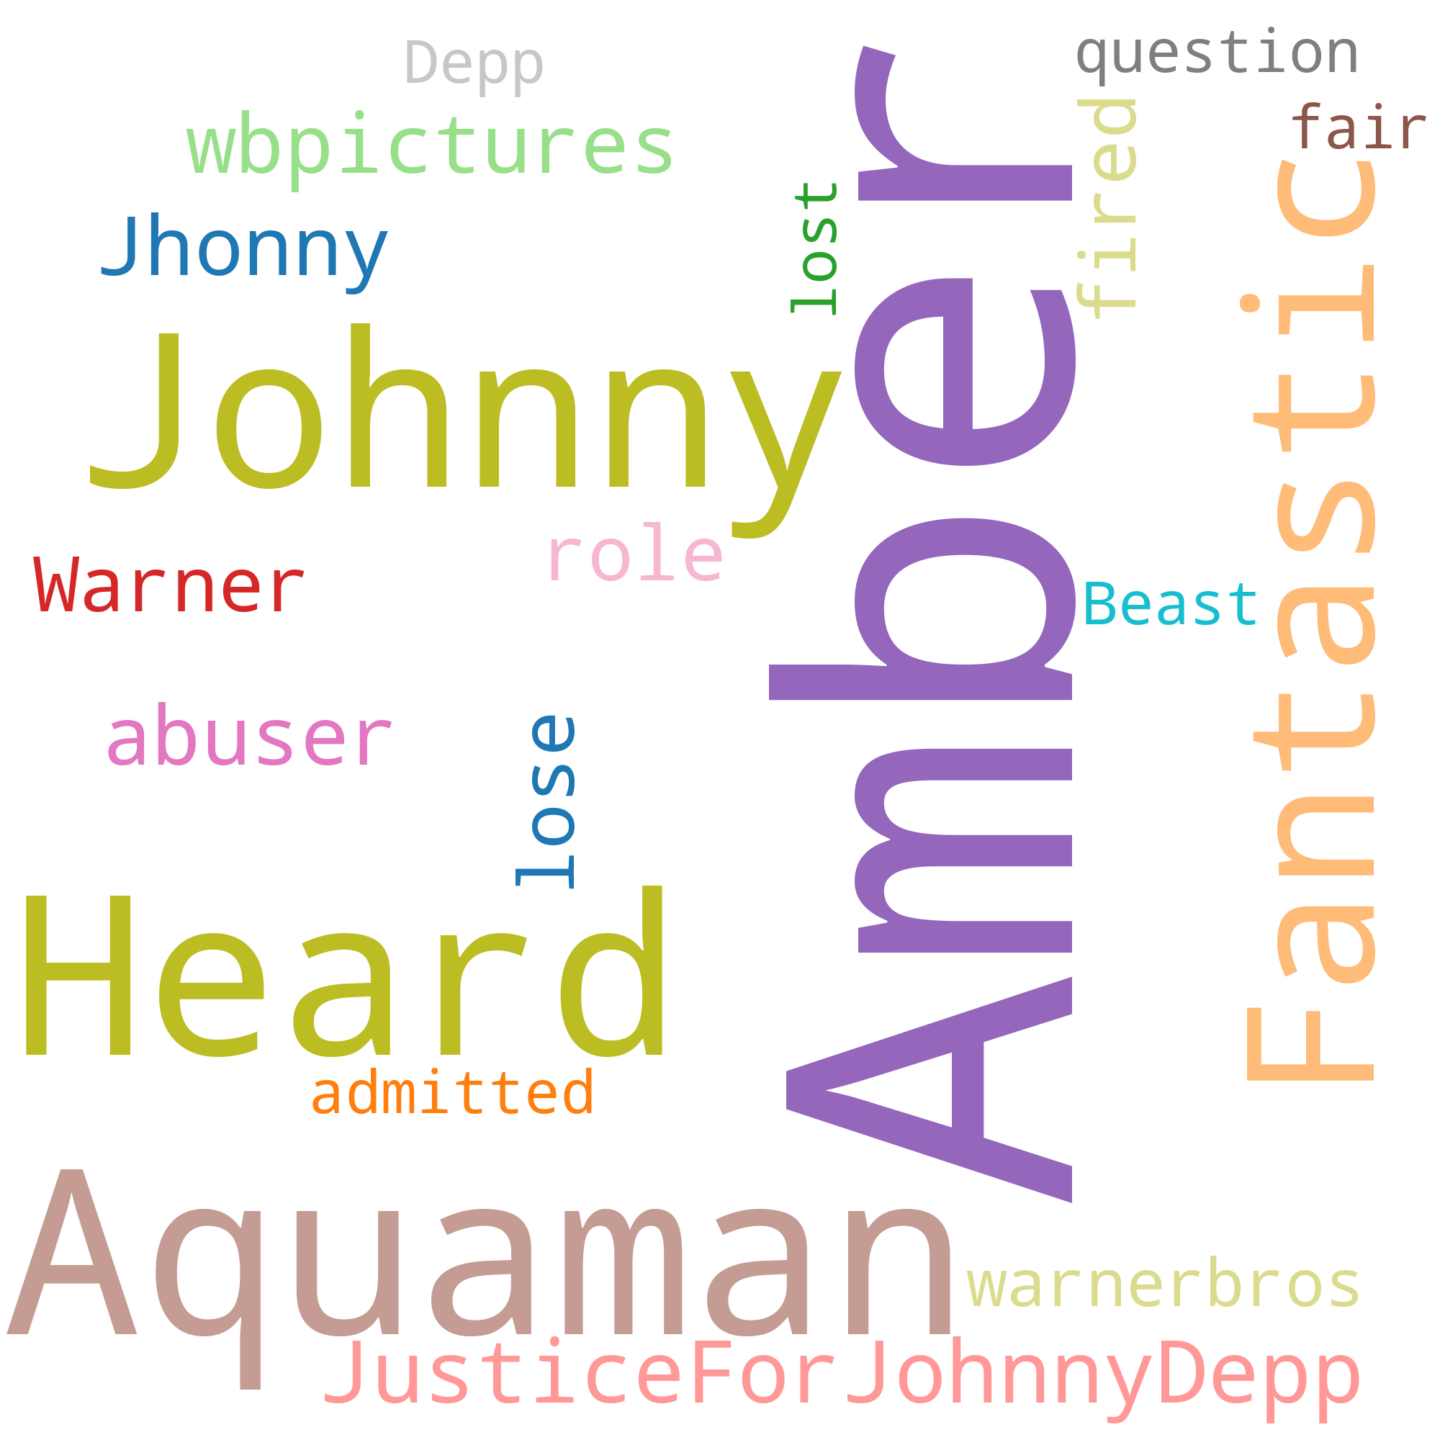 Depp
question
wbpictures
fired
fair
lost
Jhonny
Johnny
Amber
Fantastic
role
Warner
Beast
abuser
lose
Heard
admitted
Aquaman
warnerbros
JusticeForJohnnyDepp